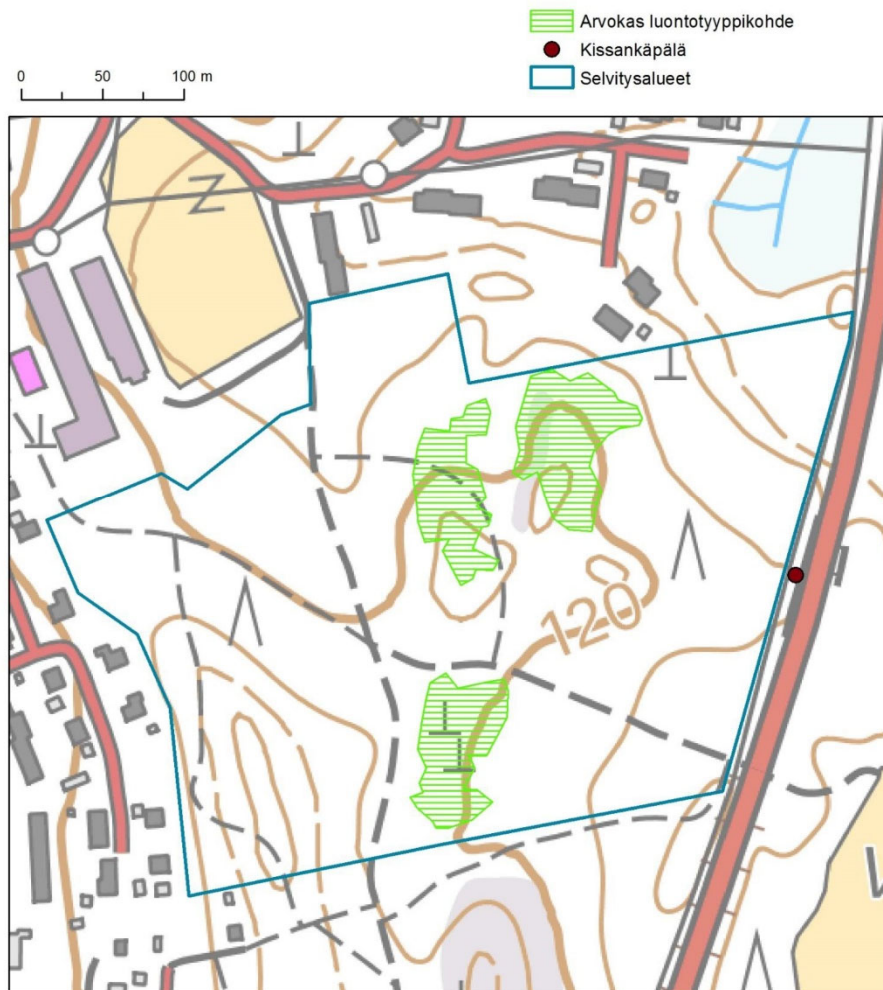 Arvokas luontotyyppikohde
Kissankäpälä
Selvitysalueet
0 50 100 m
120